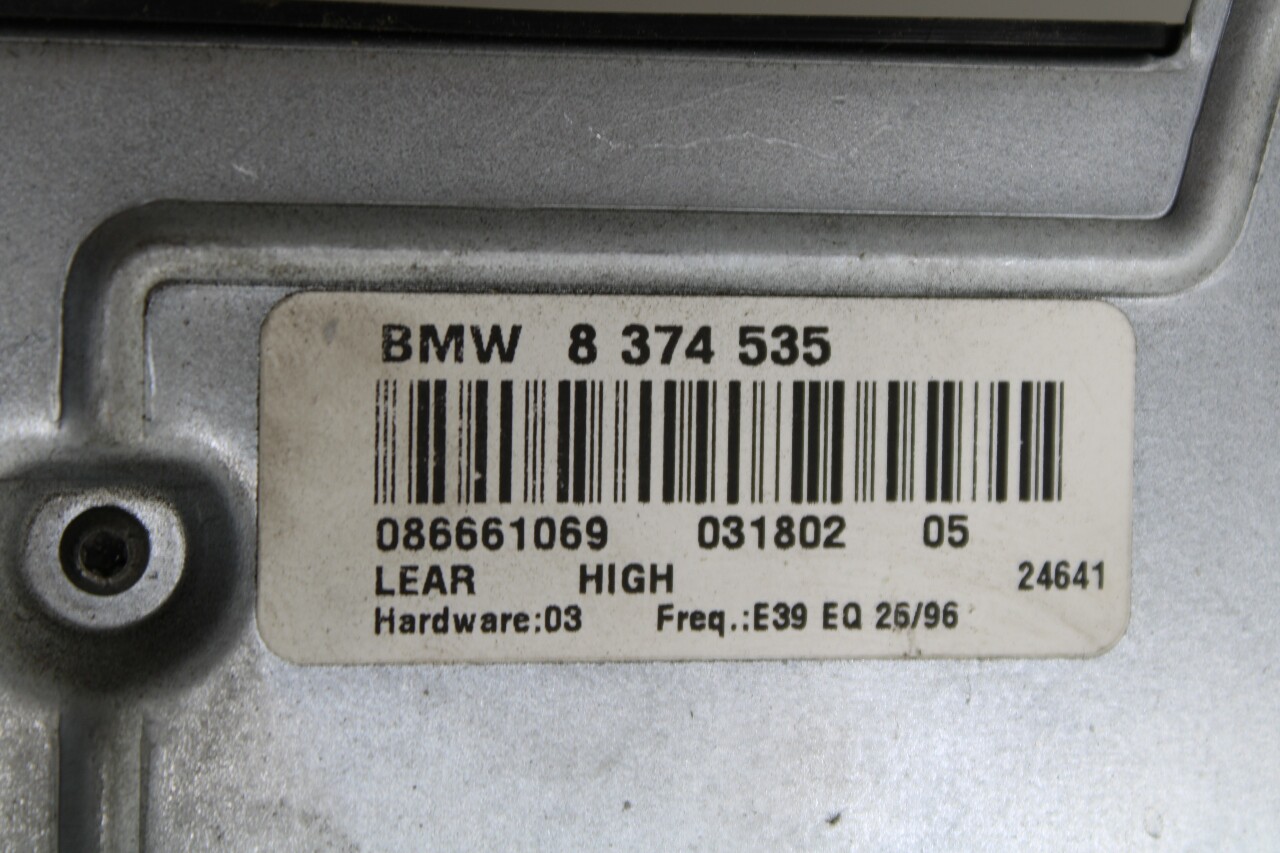 BMW 8 374 535
086661069 031802 05
LEAR HIGH 24641
Hardware:03 Freq.:E39 EQ 26/96